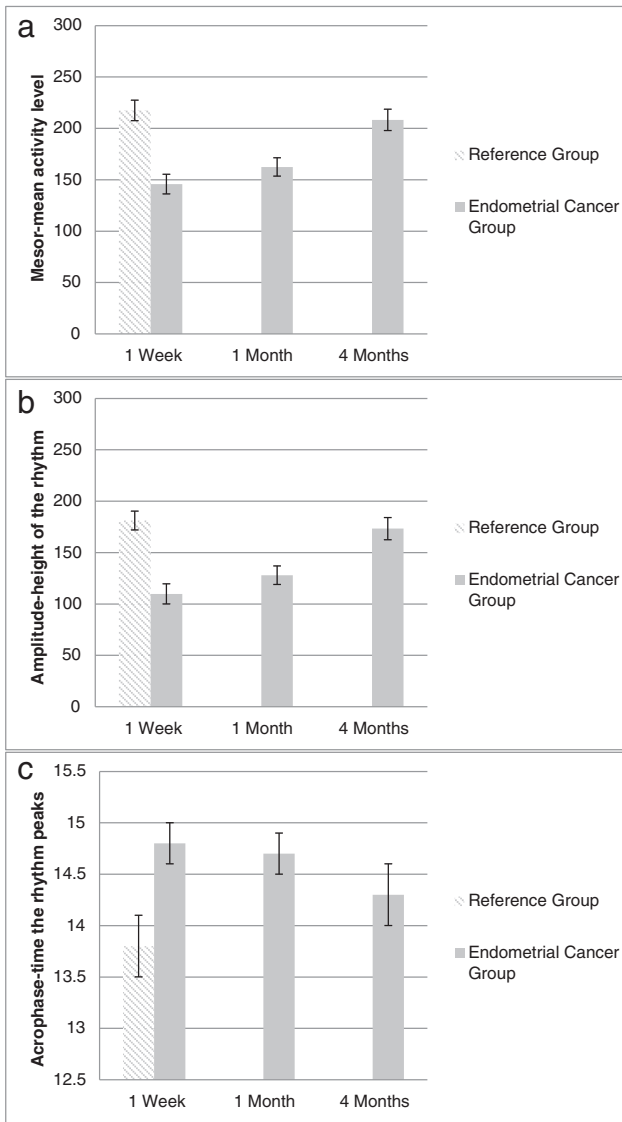 a
Mesor-mean activity level
300
250
200
150
100
50
0
1 Week
1 Month
4 Months
Reference Group
Endometrial Cancer
Group
b
Amplitude-height of the rhythm
300
250
200
150
100
50
0
1 Week
1 Month
4 Months
Reference Group
Endometrial Cancer
Group
c
Acrophase-time the rhythm peaks
15.5
15
14.5
14
13.5
13
12.5
1 Week
1 Month
4 Months
Reference Group
Endometrial Cancer
Group